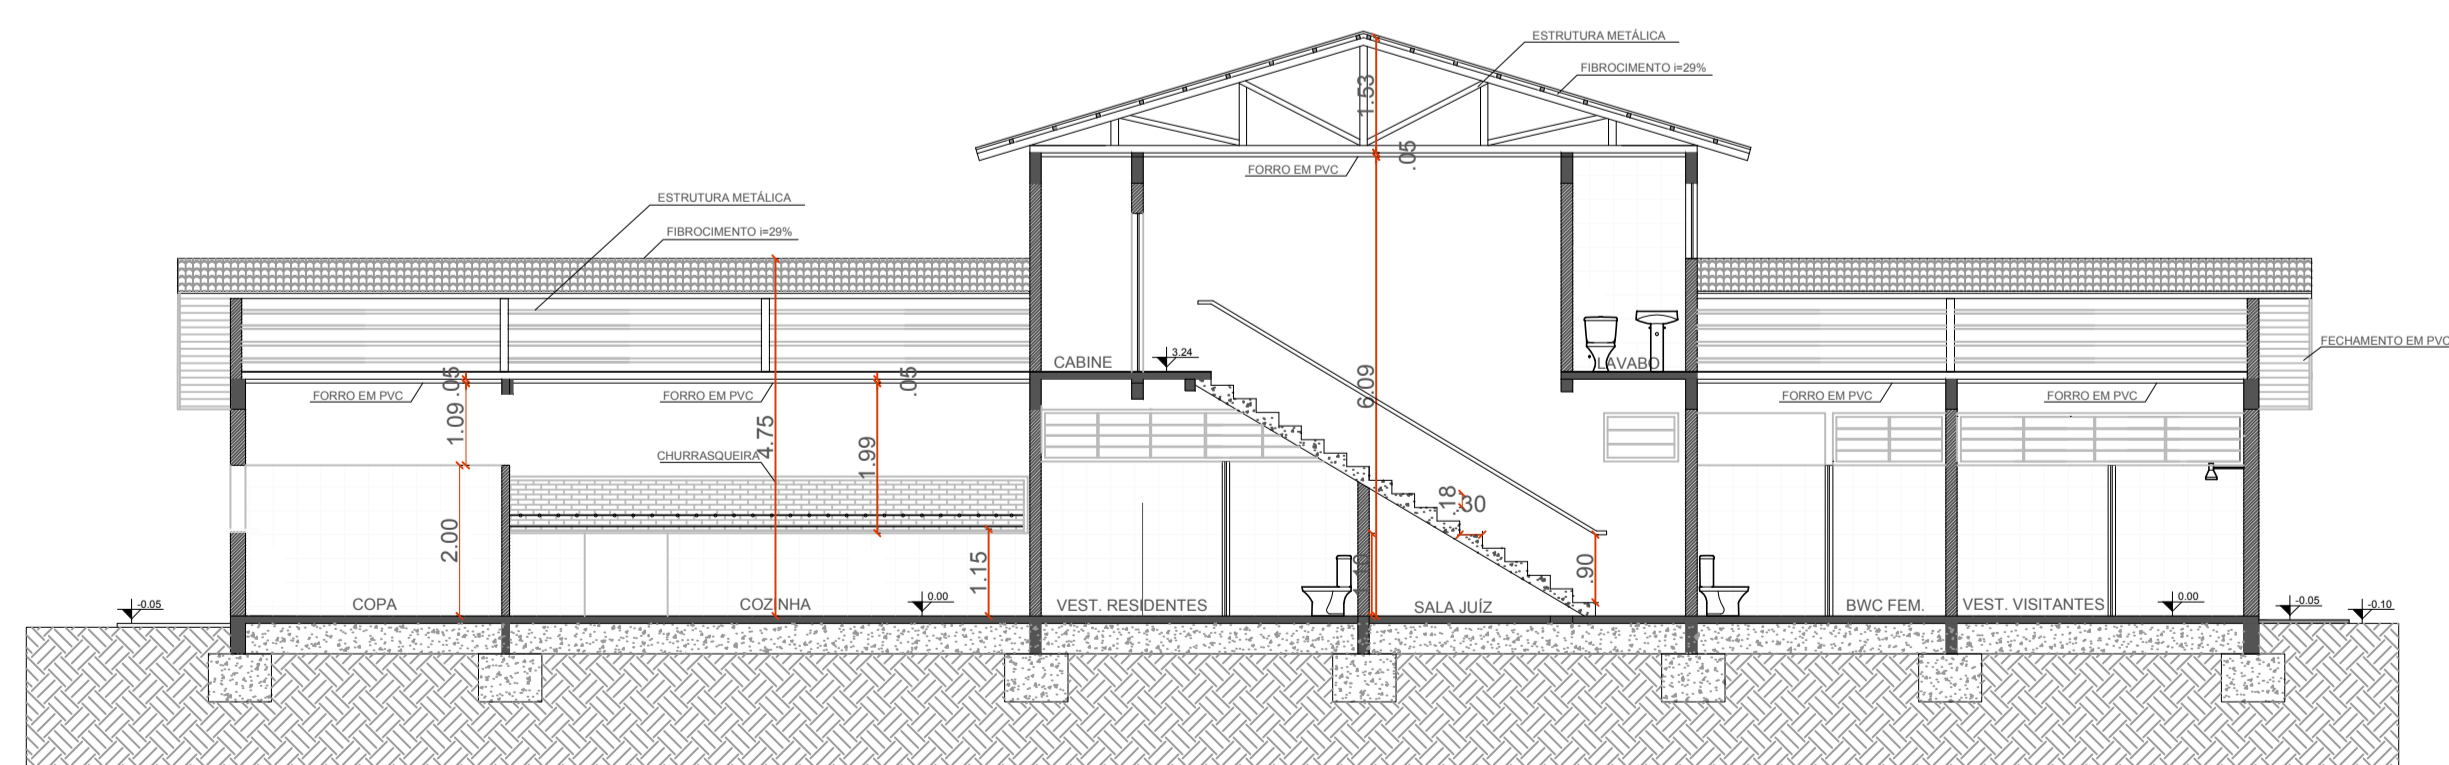 ESTRUTURA METÁLICA
FIBROCIMENTO i=29%
1.53
.05
FORRO EM PVC
ESTRUTURA METÁLICA
FIBROCIMENTO i=29%
FECHAMENTO EM PVC
CABINE
3.24
LAVABO
.05
.05
FORRO EM PVC
FORRO EM PVC
FORRO EM PVC
FORRO EM PVC
6.09
1.09
4.75
1.99
CHURRASQUEIRA
.18
.30
2.00
1.15
.90
COPA
COZINHA
0.00
VEST. RESIDENTES
SALA JUÍZ
BWC FEM.
VEST. VISITANTES
0.00
-0.05
-0.05
-0.10